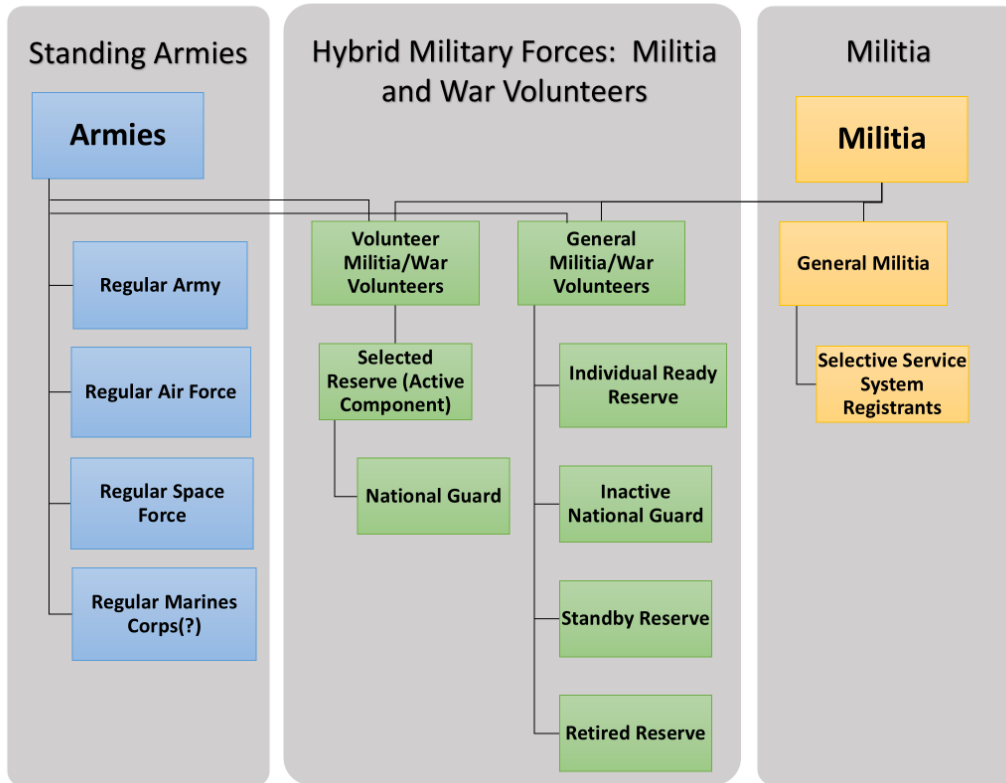 Standing Armies
Armies
Regular Army
Regular Air Force
Regular Space
Force
Regular Marines
Corps(?)
Hybrid Military Forces:  Militia
and War Volunteers
Volunteer
Militia/War
Volunteers
Selected
Reserve (Active
Component)
National Guard
General
Militia/War
Volunteers
Individual Ready
Reserve
Inactive
National Guard
Standby Reserve
Retired Reserve
Militia
Militia
General Militia
Selective Service
System
Registrants